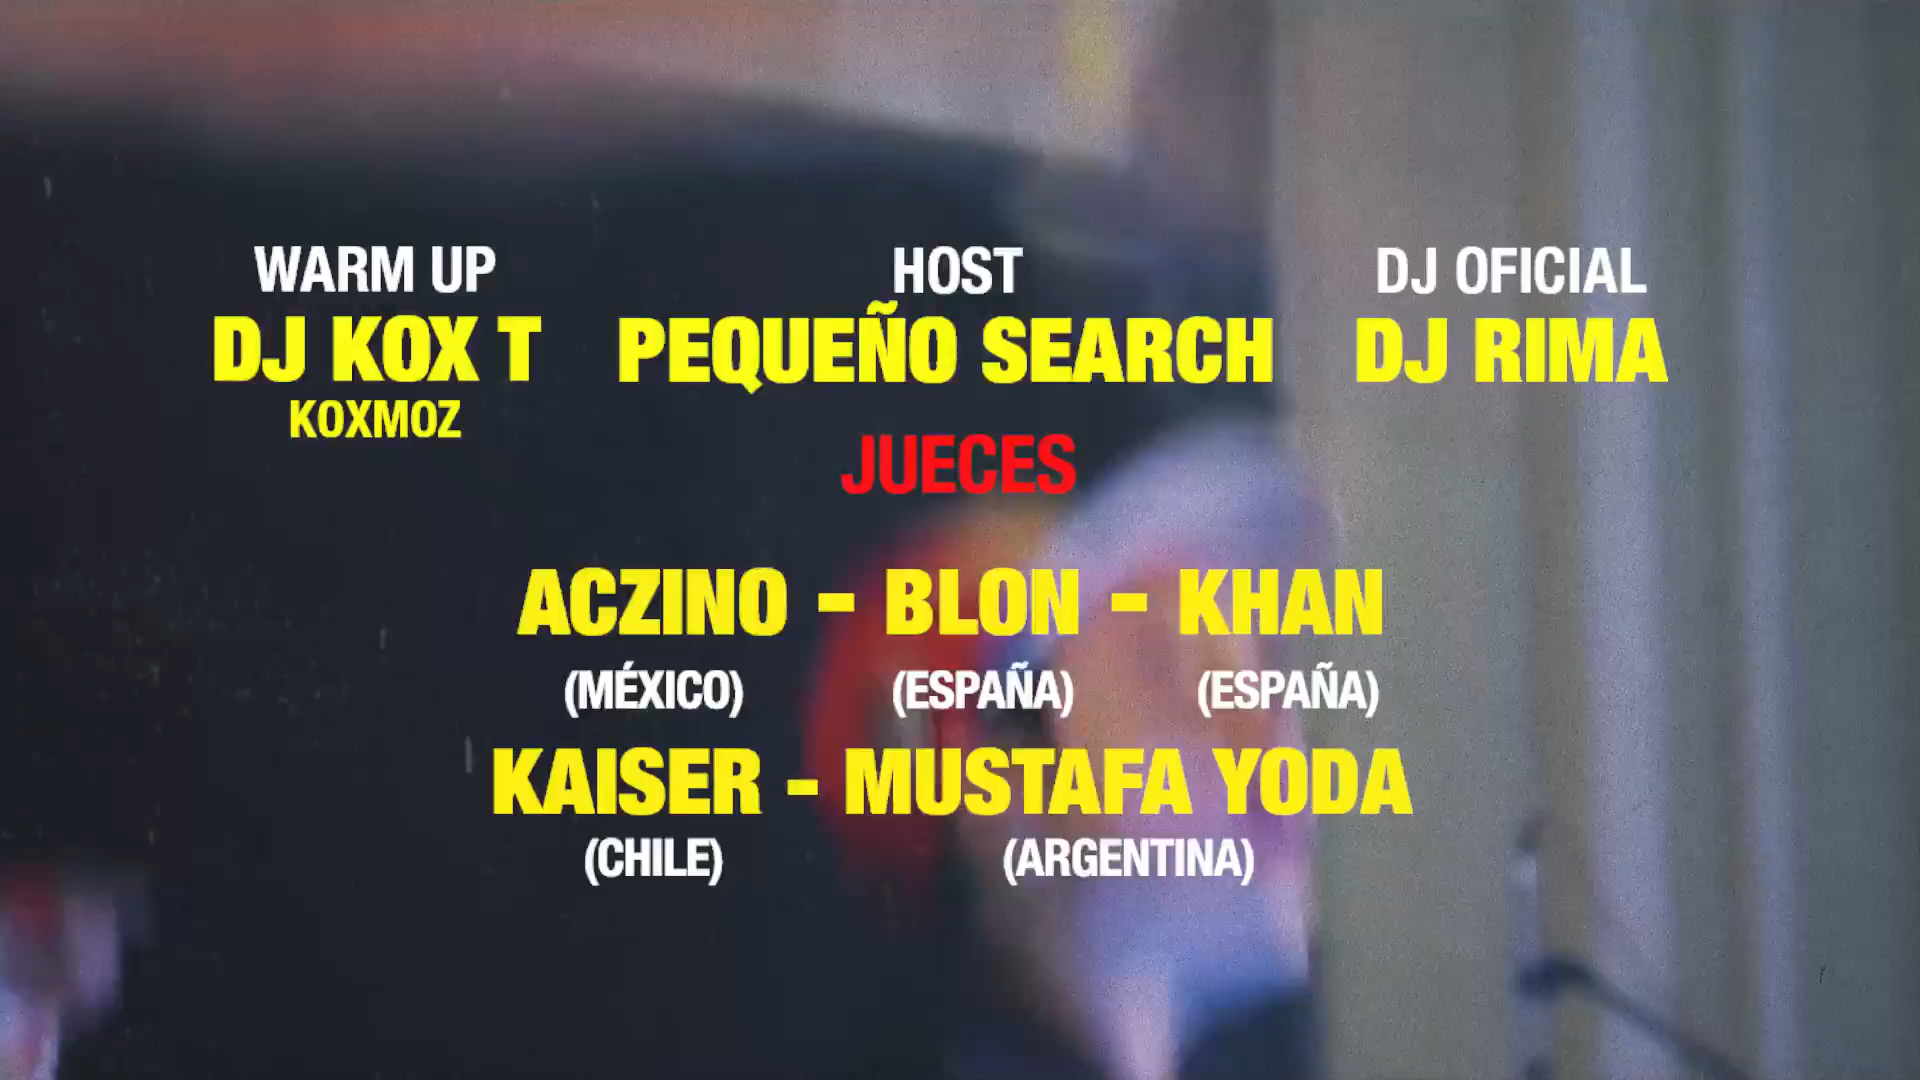 WARM UP
DJ KOX T
KOXMOZ
HOST
PEQUEÑO SEARCH
DJ OFICIAL
DJ RIMA
JUECES
ACZINO - BLON - KHAN
(MÉXICO) (ESPAÑA) (ESPAÑA)
KAISER - MUSTAFA YODA
(CHILE) (ARGENTINA)